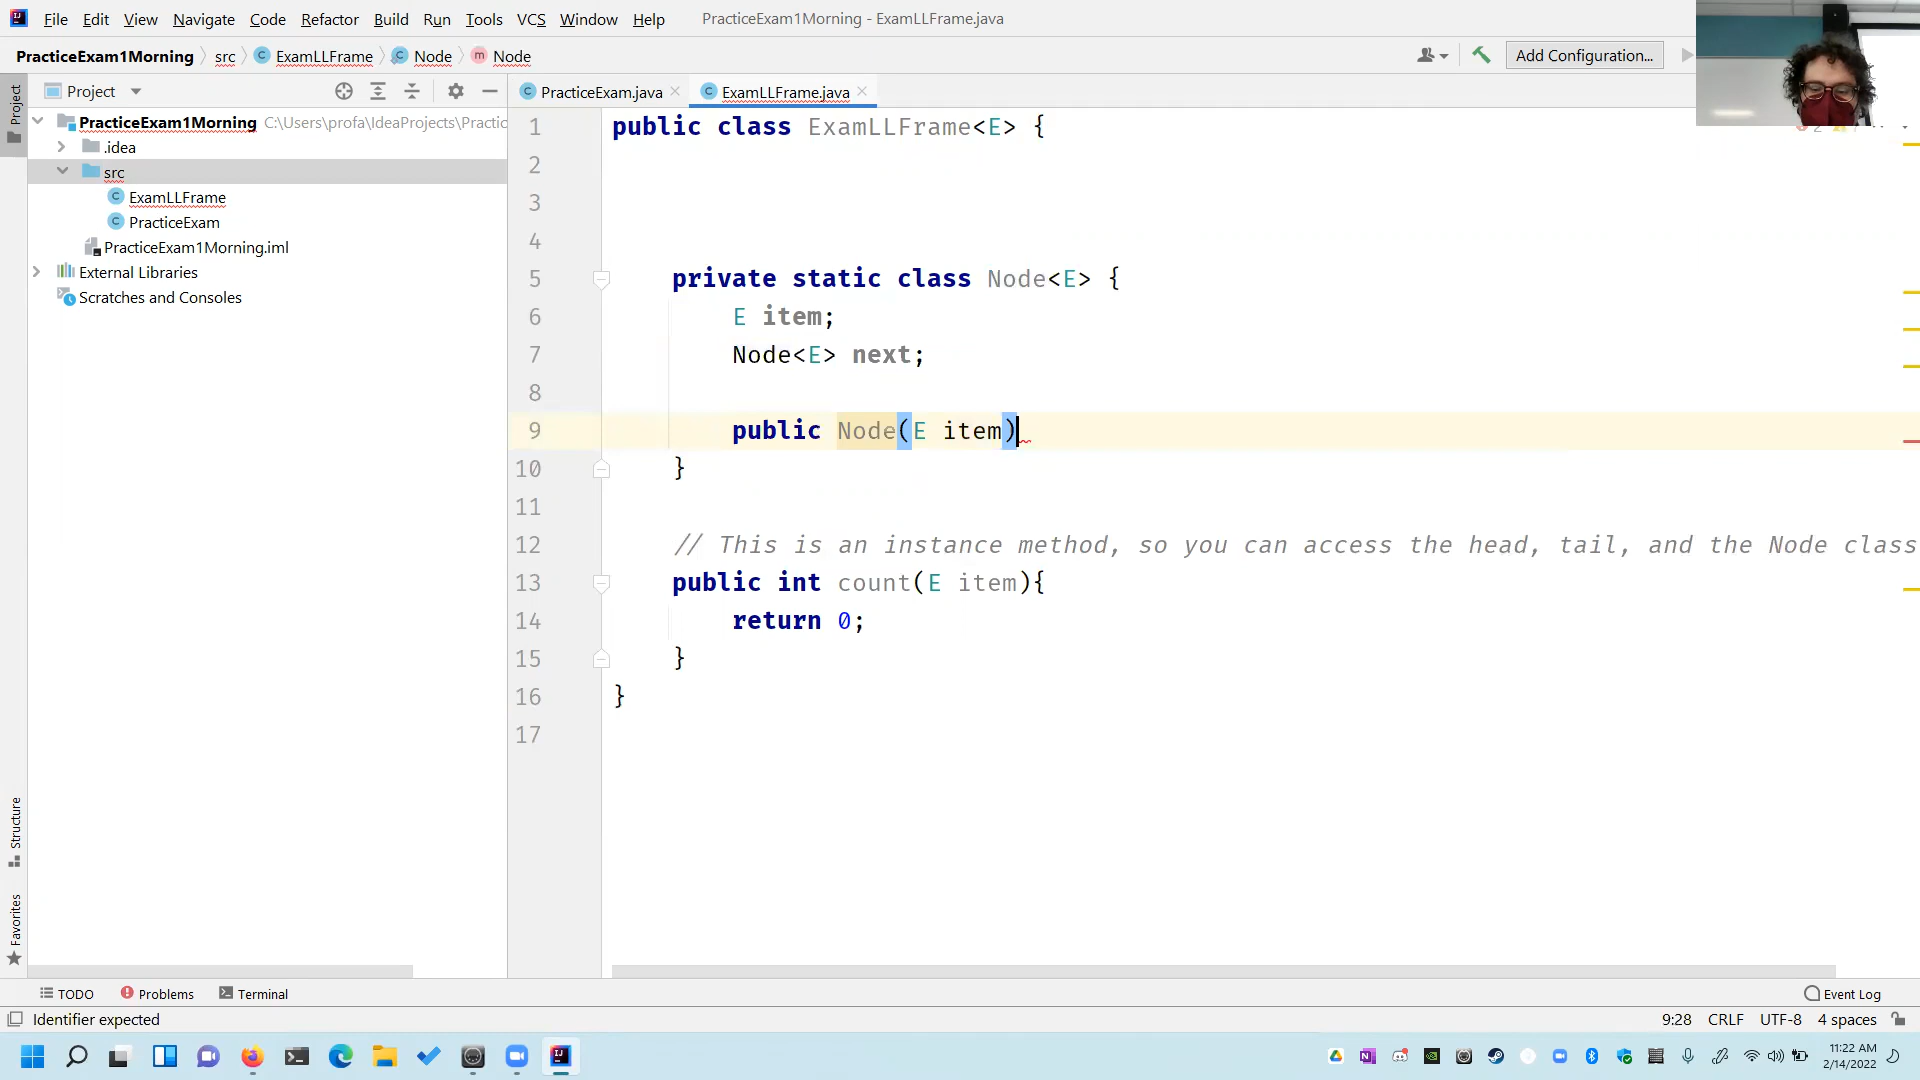 File Edit View Navigate Code Refactor Build Run Tools VCS Window Help PracticeExam1Morning - ExamLLFrame.java
PracticeExam1Morning src ExamLLFrame Node Node Add Configuration...
Project PracticeExam.java ExamLLFrame.java
Project
PracticeExam1Morning C:\Users\profa\IdeaProjects\Practic
.idea
src
ExamLLFrame
PracticeExam
PracticeExam1Morning.iml
External Libraries
Scratches and Consoles
1 public class ExamLLFrame<E> {
2
3
4
5 private static class Node<E> {
6 E item;
7 Node<E> next;
8
9 public Node(E item)
10 }
11
12 // This is an instance method, so you can access the head, tail, and the Node class
13 public int count(E item){
14 return 0;
15 }
16 }
17
Structure
Favorites
TODO Problems Terminal Event Log
Identifier expected 9:28 CRLF UTF-8 4 spaces
11:22 AM
2/14/2022